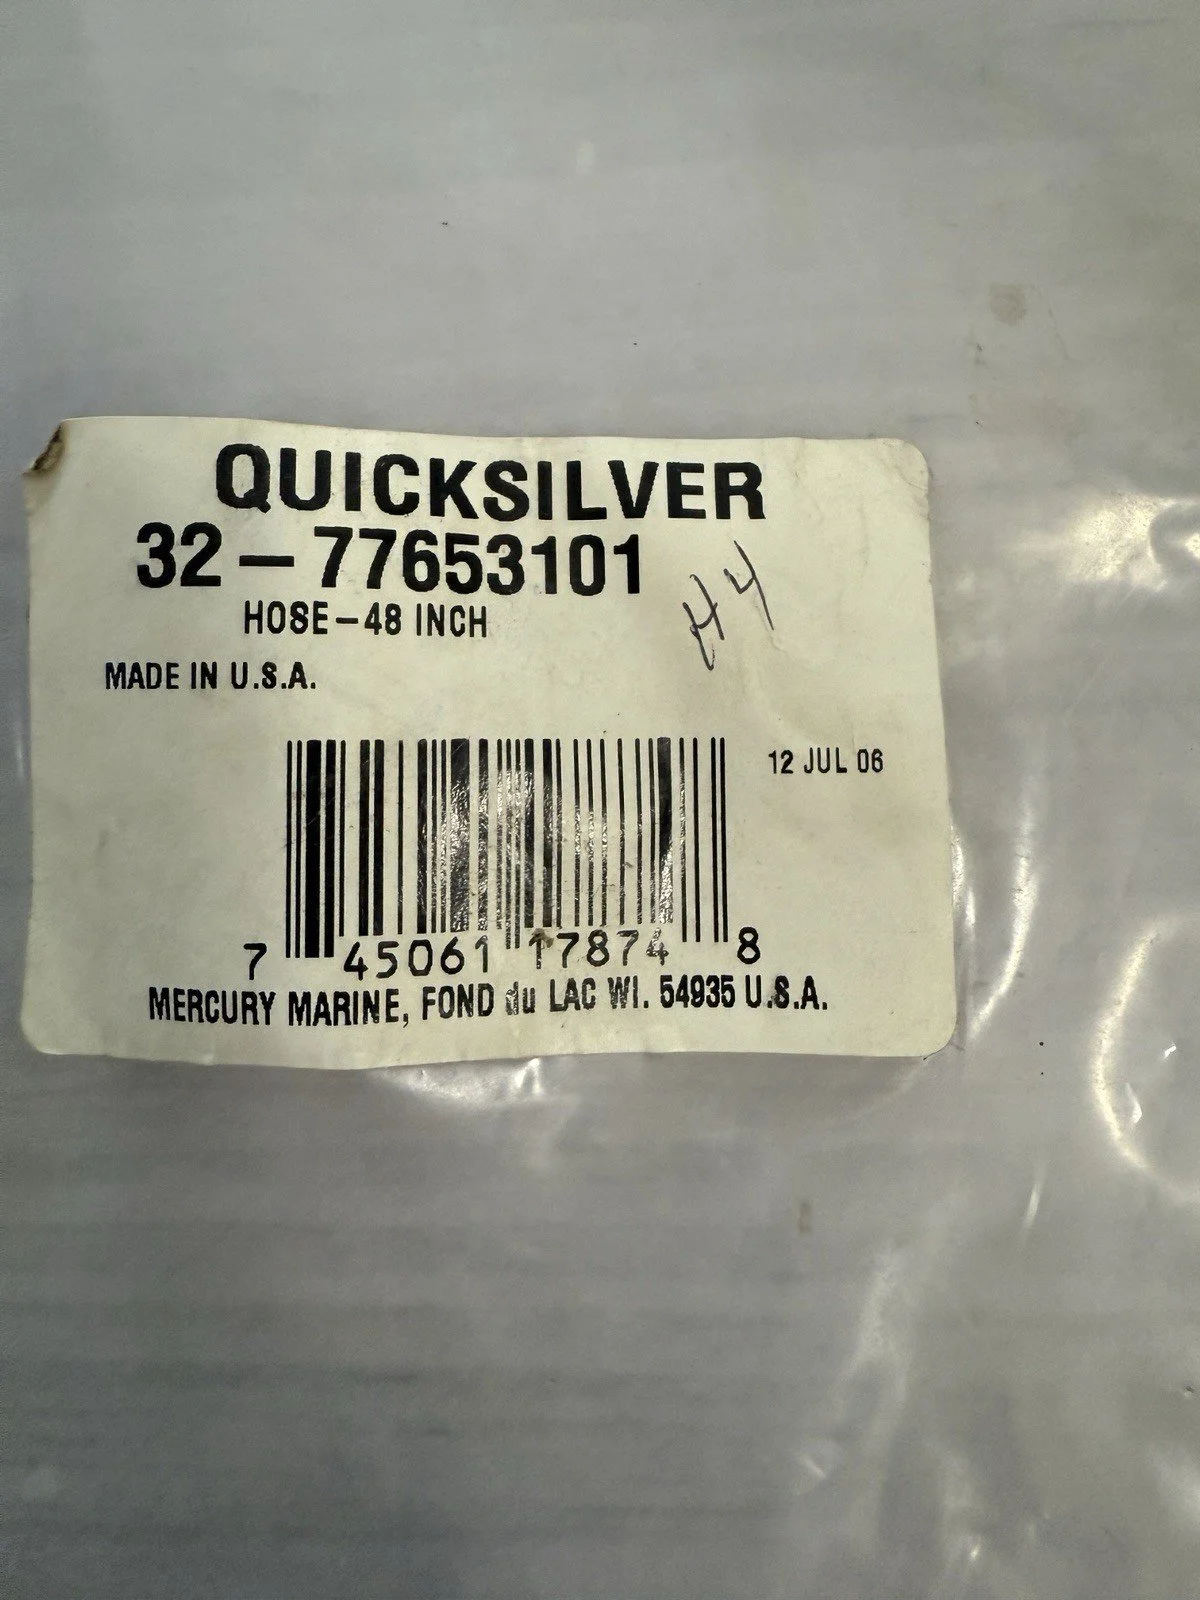 QUICKSILVER
32-77653101
H4
HOSE-48 INCH
MADE IN U.S.A.
12 JUL 06
7 45061 17874 8
MERCURY MARINE, FOND du LAC WI. 54935 U.S.A.